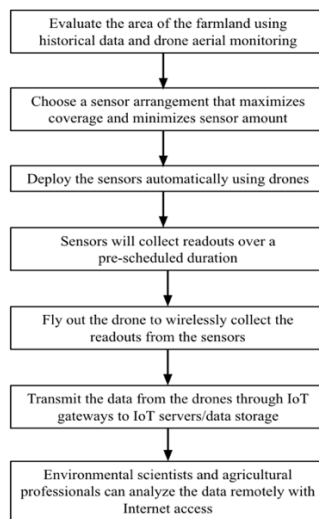 Evaluate the area of the farmland using
historical data and drone aerial monitoring
Choose a sensor arrangement that maximizes
coverage and minimizes sensor amount
Deploy the sensors automatically using drones
Sensors will collect readouts over a
pre-scheduled duration
Fly out the drone to wirelessly collect the
readouts from the sensors
Transmit the data from the drones through IoT
gateways to IoT servers/data storage
Environmental scientists and agricultural
professionals can analyze the data remotely with
Internet access